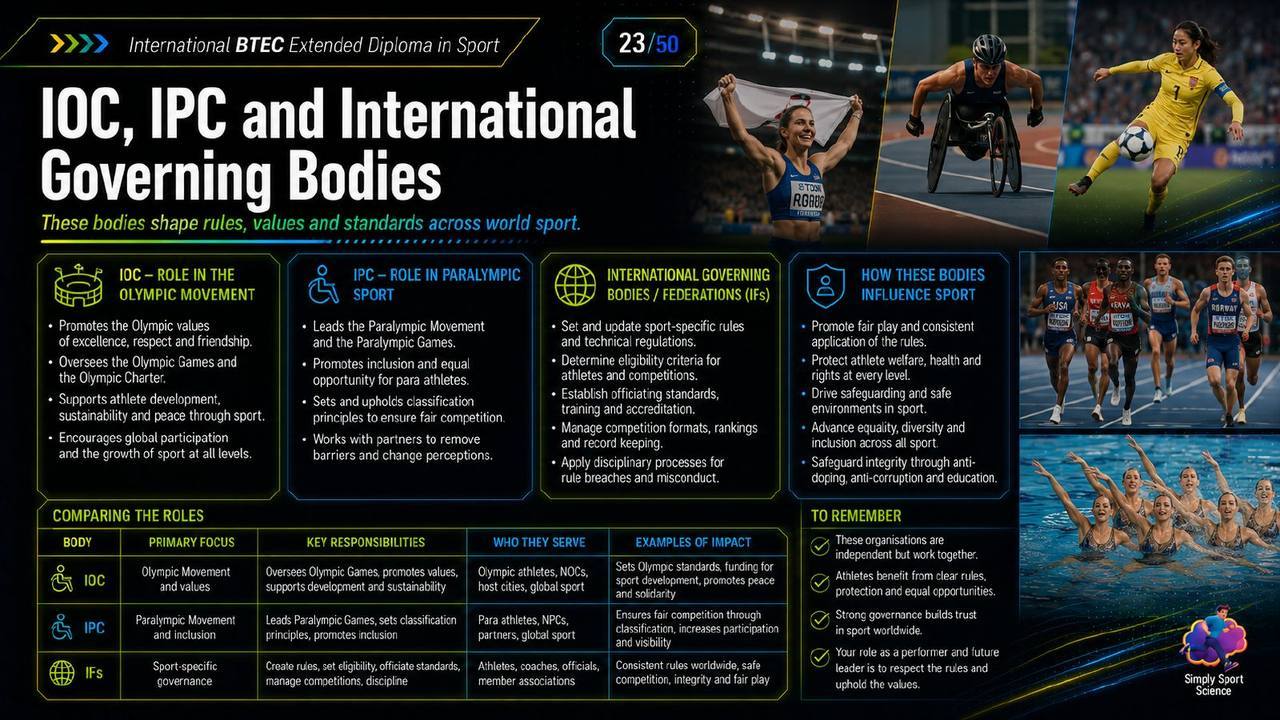 International BTEC Extended Diploma in Sport
23/50
IOC, IPC and International
Governing Bodies
These bodies shape rules, values and standards across world sport.
IOC – ROLE IN THE
OLYMPIC MOVEMENT
• Promotes the Olympic values
of excellence, respect and friendship.
• Oversees the Olympic Games and
the Olympic Charter.
• Supports athlete development,
sustainability and peace through sport.
• Encourages global participation
and the growth of sport at all levels.
IPC – ROLE IN PARALYMPIC
SPORT
• Leads the Paralympic Movement
and the Paralympic Games.
• Promotes inclusion and equal
opportunity for para athletes.
• Sets and upholds classification
principles to ensure fair competition.
• Works with partners to remove
barriers and change perceptions.
INTERNATIONAL GOVERNING
BODIES / FEDERATIONS (IFs)
• Set and update sport-specific rules
and technical regulations.
• Determine eligibility criteria for
athletes and competitions.
• Establish officiating standards,
training and accreditation.
• Manage competition formats, rankings
and record keeping.
• Apply disciplinary processes for
rule breaches and misconduct.
HOW THESE BODIES
INFLUENCE SPORT
• Promote fair play and consistent
application of the rules.
• Protect athlete welfare, health and
rights at every level.
• Drive safeguarding and safe
environments in sport.
• Advance equality, diversity and
inclusion across all sport.
• Safeguard integrity through anti-
doping, anti-corruption and education.
COMPARING THE ROLES
BODY PRIMARY FOCUS KEY RESPONSIBILITIES WHO THEY SERVE EXAMPLES OF IMPACT
IOC
Olympic Movement
and values
Oversees Olympic Games, promotes values,
supports development and sustainability
Olympic athletes, NOCs,
host cities, global sport
Sets Olympic standards, funding for
sport development, promotes peace
and solidarity
IPC
Paralympic Movement
and inclusion
Leads Paralympic Games, sets classification
principles, promotes inclusion
Para athletes, NPCs,
partners, global sport
Ensures fair competition through
classification, increases participation
and visibility
IFs
Sport-specific
governance
Create rules, set eligibility, officiate standards,
manage competitions, discipline
Athletes, coaches, officials,
member associations
Consistent rules worldwide, safe
competition, integrity and fair play
TO REMEMBER
These organisations are
independent but work together.
Athletes benefit from clear rules,
protection and equal opportunities.
Strong governance builds trust
in sport worldwide.
Your role as a performer and future
leader is to respect the rules and
uphold the values.
7
USA
NORWAY
Simply Sport
Science